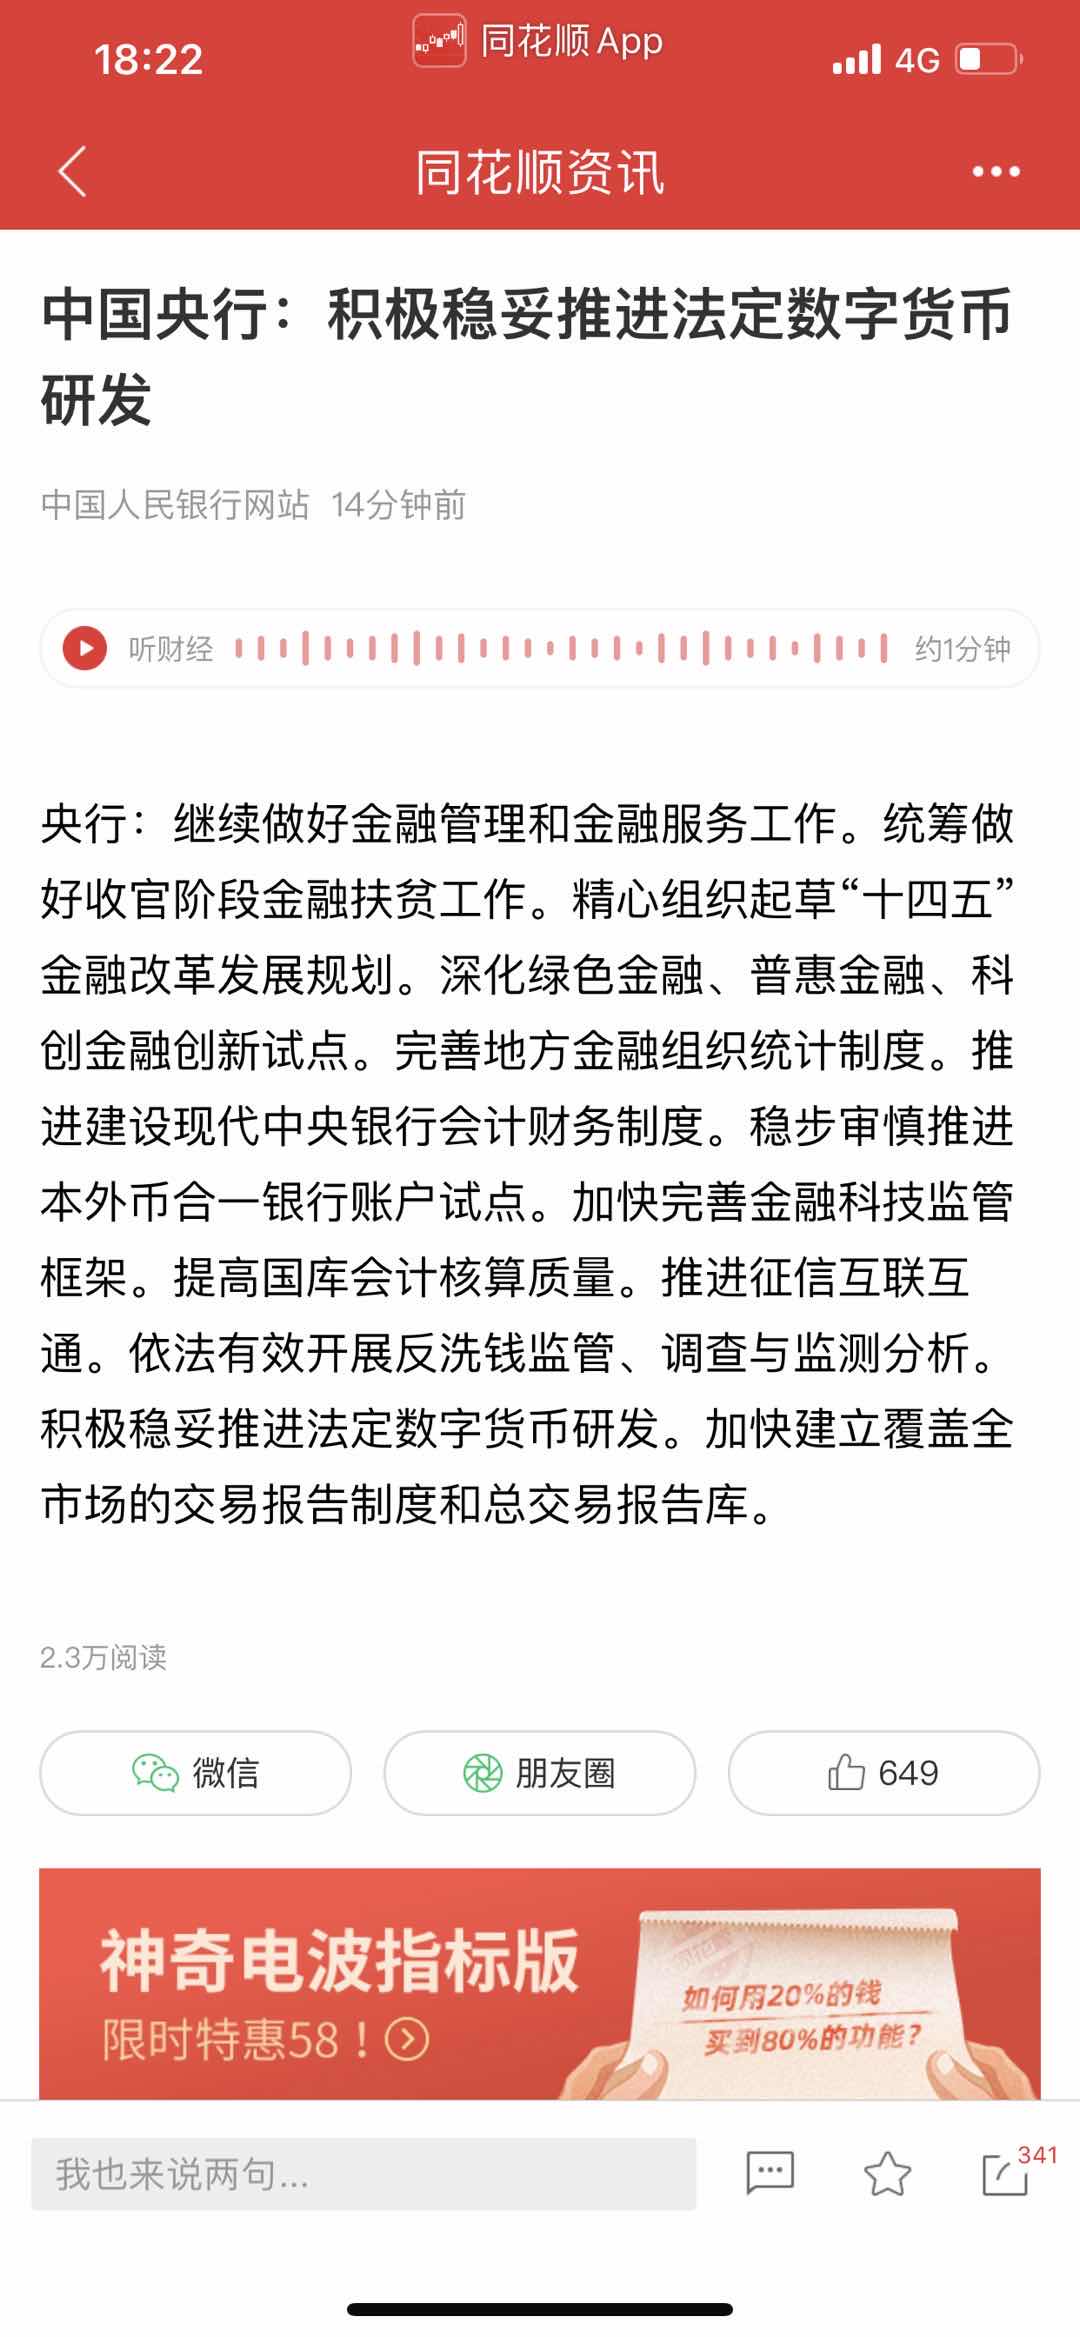 18:22
同花顺App
4G
同花顺资讯
中国央行：积极稳妥推进法定数字货币
研发
中国人民银行网站 14分钟前
听财经
约1分钟
央行：继续做好金融管理和金融服务工作。统筹做
好收官阶段金融扶贫工作。精心组织起草“十四五”
金融改革发展规划。深化绿色金融、普惠金融、科
创金融创新试点。完善地方金融组织统计制度。推
进建设现代中央银行会计财务制度。稳步审慎推进
本外币合一银行账户试点。加快完善金融科技监管
框架。提高国库会计核算质量。推进征信互联互
通。依法有效开展反洗钱监管、调查与监测分析。
积极稳妥推进法定数字货币研发。加快建立覆盖全
市场的交易报告制度和总交易报告库。
2.3万阅读
微信
朋友圈
649
神奇电波指标版
限时特惠58！
如何用20%的钱
买到80%的功能？
我也来说两句...
341